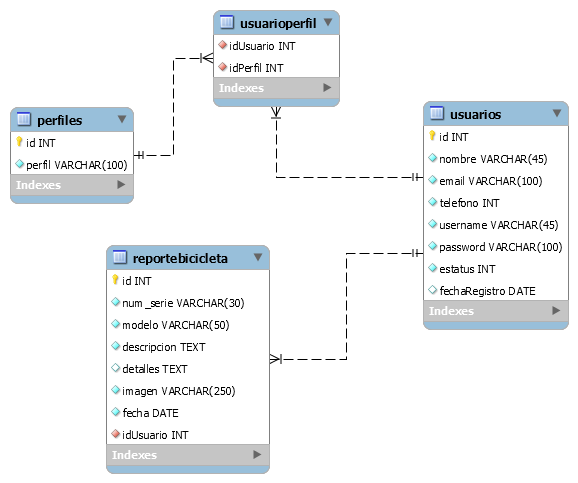 usuarioperfil
idUsuario INT
idPerfil INT
Indexes
perfiles
id INT
perfil VARCHAR(100)
Indexes
usuarios
id INT
nombre VARCHAR(45)
email VARCHAR(100)
telefono INT
username VARCHAR(45)
password VARCHAR(100)
estatus INT
fechaRegistro DATE
Indexes
reportebicicleta
id INT
num_serie VARCHAR(30)
modelo VARCHAR(50)
descripcion TEXT
detalles TEXT
imagen VARCHAR(250)
fecha DATE
idUsuario INT
Indexes